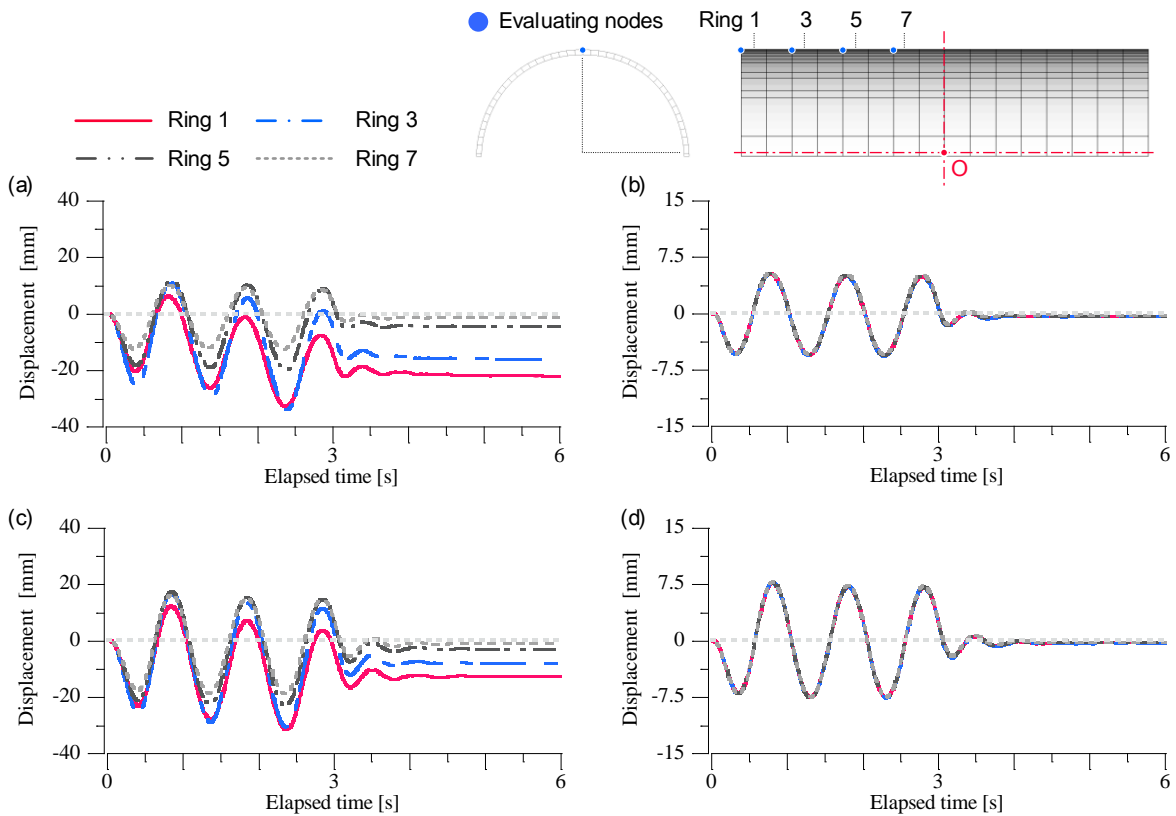 Evaluating nodes
Ring 1 3 5 7
Ring 1 Ring 3
Ring 5 Ring 7
O
(a)
40
20
0
-20
-40
Displacement [mm]
0 3 6
Elapsed time [s]
(b)
15
7.5
0
-7.5
-15
Displacement [mm]
0 3 6
Elapsed time [s]
(c)
40
20
0
-20
-40
Displacement [mm]
0 3 6
Elapsed time [s]
(d)
15
7.5
0
-7.5
-15
Displacement [mm]
0 3 6
Elapsed time [s]